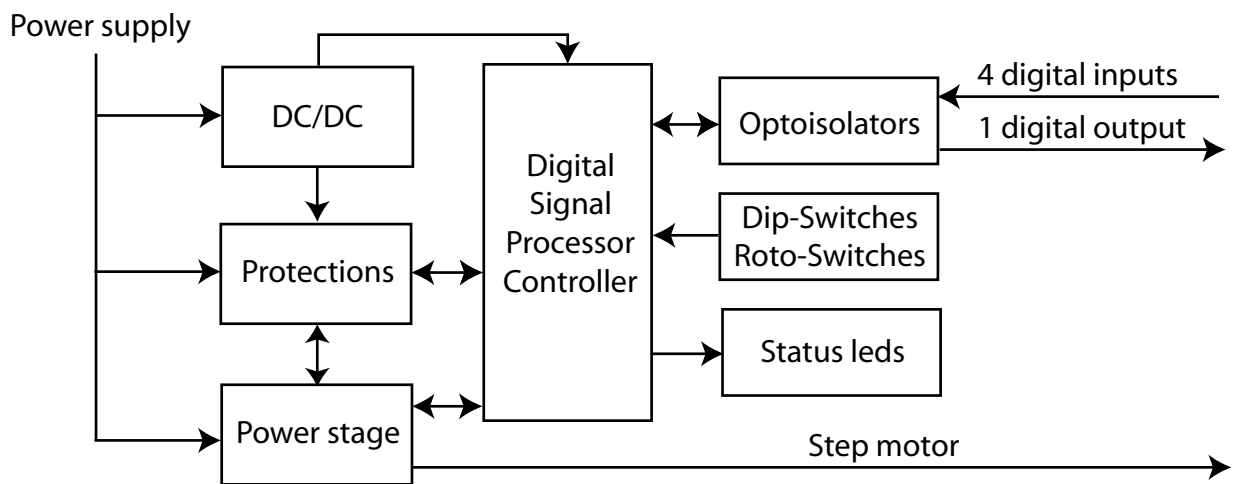 Power supply
DC/DC
4 digital inputs
Optoisolators
1 digital output
Digital
Signal
Processor
Controller
Dip-Switches
Roto-Switches
Protections
Status leds
Power stage
Step motor